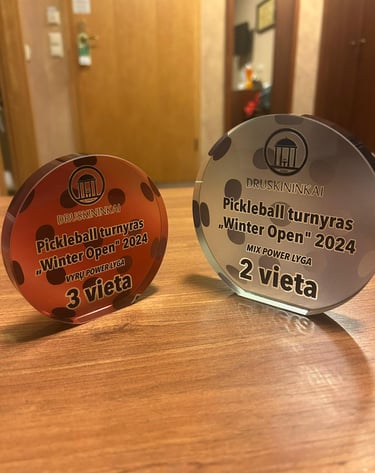 DRUSKININKAI
Pickleball turnyras
„Winter Open" 2024
VYRŲ POWER LYGA
3 vieta
DRUSKININKAI
Pickleball turnyras
„Winter Open" 2024
MIX POWER LYGA
2 vieta